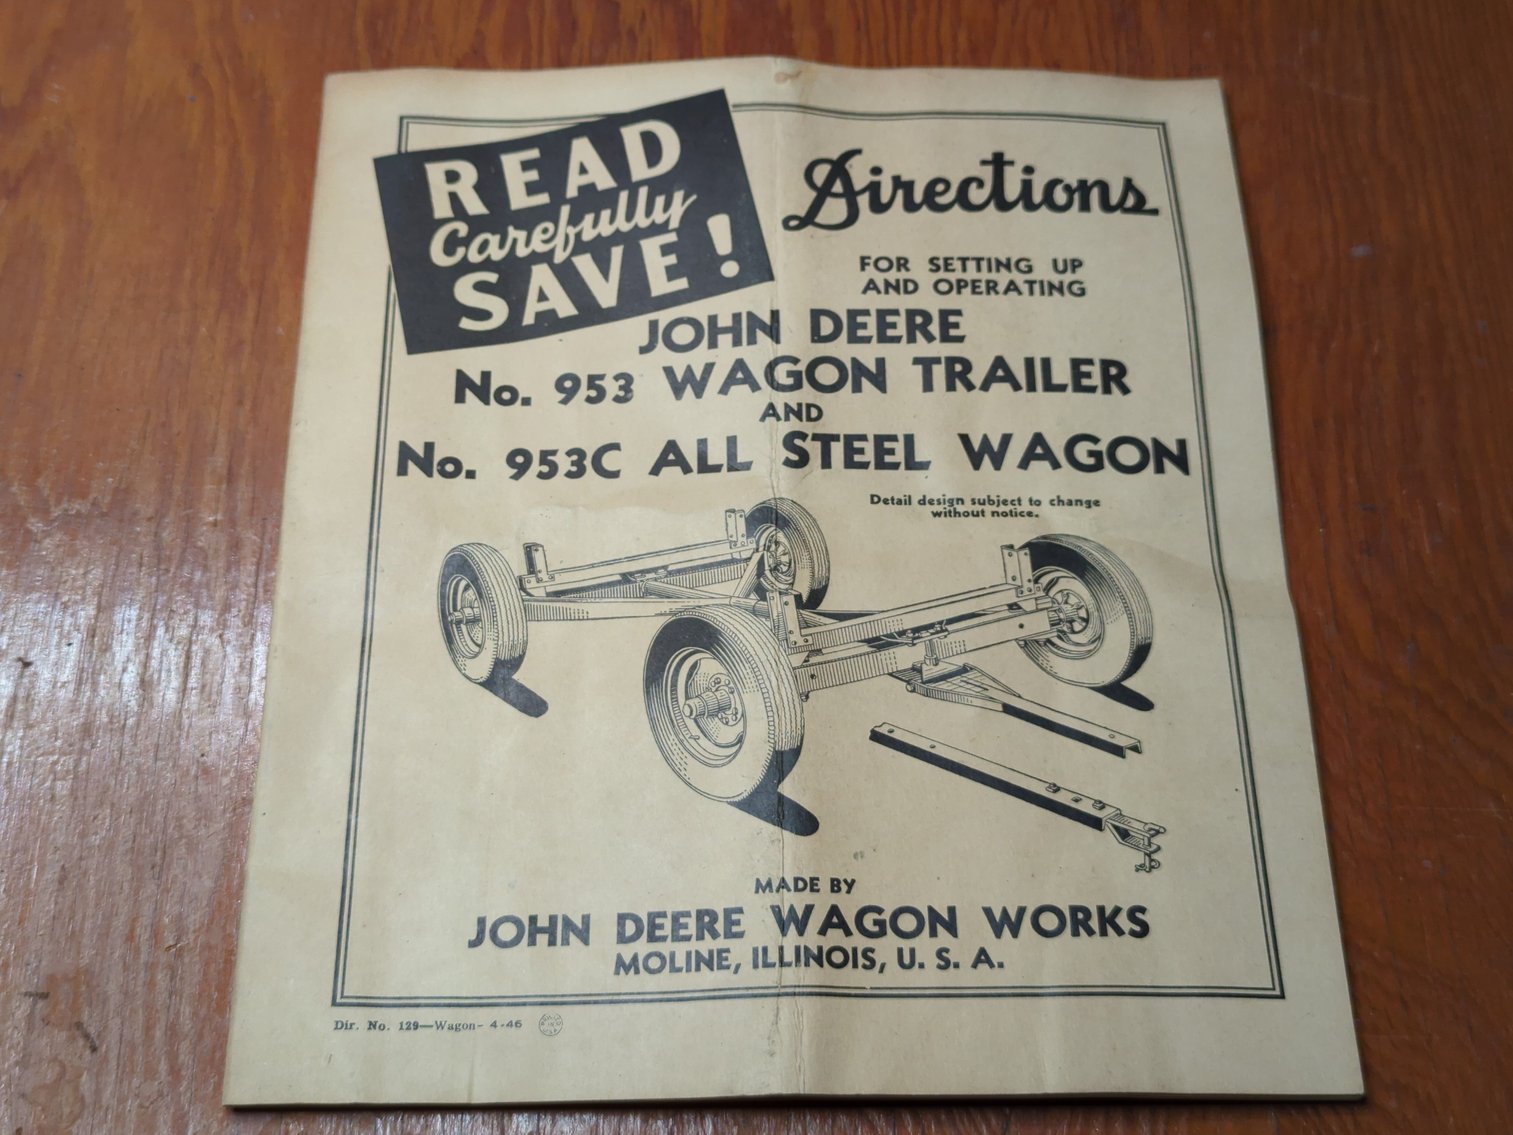 READ
Carefully
SAVE!
Directions
FOR SETTING UP
AND OPERATING
JOHN DEERE
No. 953 WAGON TRAILER
AND
No. 953C ALL STEEL WAGON
Detail design subject to change
without notice.
MADE BY
JOHN DEERE WAGON WORKS
MOLINE, ILLINOIS, U. S. A.
Dir. No. 129—Wagon- 4-46